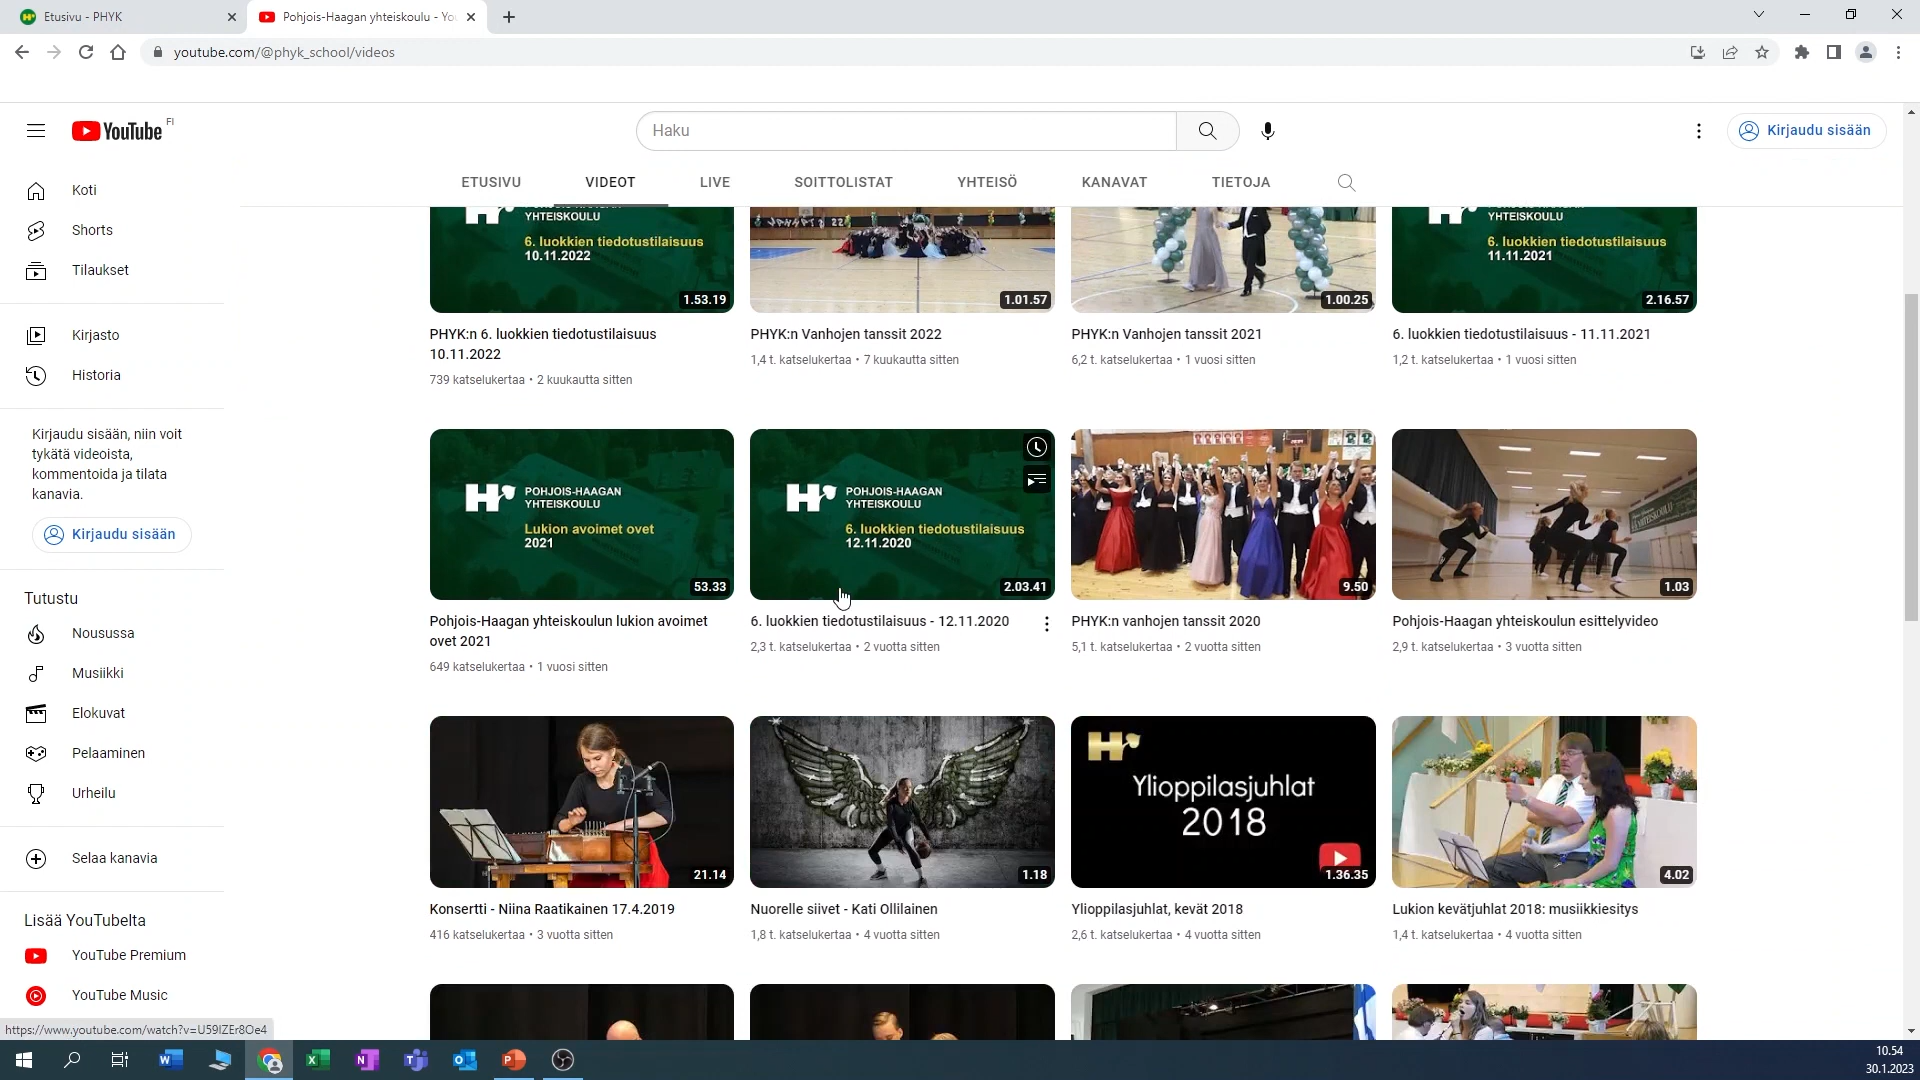 Etusivu - PHYK
Pohjois-Haagan yhteiskoulu - You
youtube.com/@phyk_school/videos
YouTube FI
Haku
Kirjaudu sisään
ETUSIVU VIDEOT LIVE SOITTOLISTAT YHTEISÖ KANAVAT TIETOJA
Koti
Shorts
Tilaukset
Kirjasto
Historia
Kirjaudu sisään, niin voit
tykätä videoista,
kommentoida ja tilata
kanavia.
Kirjaudu sisään
Tutustu
Nousussa
Musiikki
Elokuvat
Pelaaminen
Urheilu
Selaa kanavia
Lisää YouTubelta
YouTube Premium
YouTube Music
YHTEISKOULU
6. luokkien tiedotustilaisuus
10.11.2022
1.53.19
PHYK:n 6. luokkien tiedotustilaisuus
10.11.2022
739 katselukertaa • 2 kuukautta sitten
1.01.57
PHYK:n Vanhojen tanssit 2022
1,4 t. katselukertaa • 7 kuukautta sitten
1.00.25
PHYK:n Vanhojen tanssit 2021
6,2 t. katselukertaa • 1 vuosi sitten
YHTEISKOULU
6. luokkien tiedotustilaisuus
11.11.2021
2.16.57
6. luokkien tiedotustilaisuus - 11.11.2021
1,2 t. katselukertaa • 1 vuosi sitten
H POHJOIS-HAAGAN
YHTEISKOULU
Lukion avoimet ovet
2021
53.33
Pohjois-Haagan yhteiskoulun lukion avoimet
ovet 2021
649 katselukertaa • 1 vuosi sitten
H POHJOIS-HAAGAN
YHTEISKOULU
6. luokkien tiedotustilaisuus
12.11.2020
2.03.41
6. luokkien tiedotustilaisuus - 12.11.2020
2,3 t. katselukertaa • 2 vuotta sitten
9.50
PHYK:n vanhojen tanssit 2020
5,1 t. katselukertaa • 2 vuotta sitten
1.03
Pohjois-Haagan yhteiskoulun esittelyvideo
2,9 t. katselukertaa • 3 vuotta sitten
21.14
Konsertti - Niina Raatikainen 17.4.2019
416 katselukertaa • 3 vuotta sitten
1.18
Nuorelle siivet - Kati Ollilainen
1,8 t. katselukertaa • 4 vuotta sitten
H
Ylioppilasjuhlat
2018
1.36.35
Ylioppilasjuhlat, kevät 2018
2,6 t. katselukertaa • 4 vuotta sitten
4.02
Lukion kevätjuhlat 2018: musiikkiesitys
1,4 t. katselukertaa • 4 vuotta sitten
https://www.youtube.com/watch?v=U59IZEr8Oe4
10.54
30.1.2023